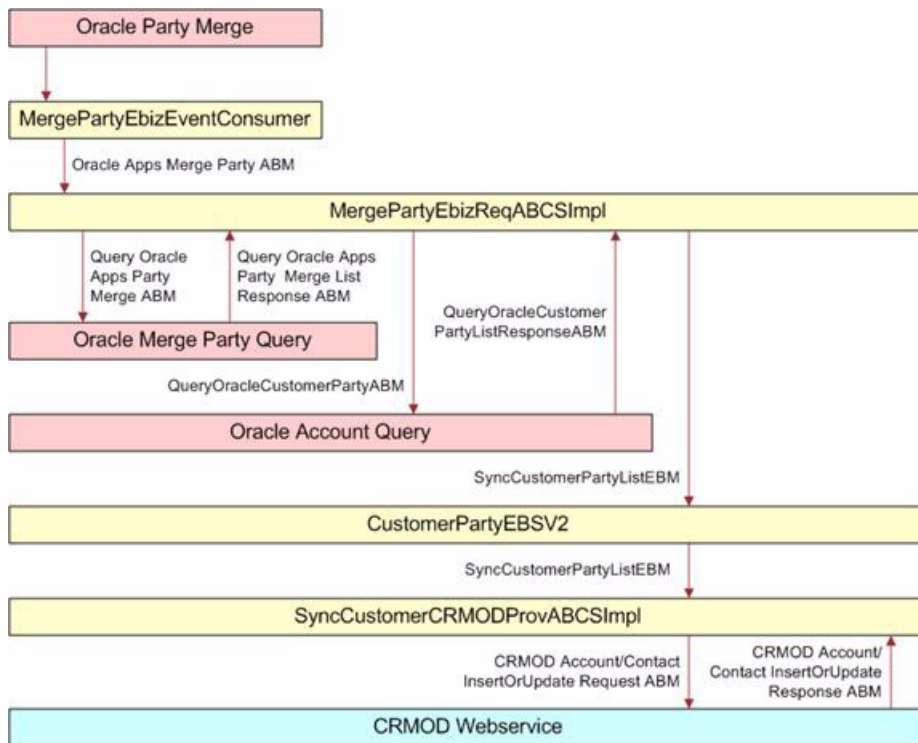 Oracle Party Merge
MergePartyEbizEventConsumer
Oracle Apps Merge Party ABM
MergePartyEbizReqABCSImpl
Query Oracle
Apps Party
Merge ABM
Query Oracle Apps
Party Merge List
Response ABM
QueryOracleCustomer
PartyListResponseABM
Oracle Merge Party Query
QueryOracleCustomerPartyABM
Oracle Account Query
SyncCustomerPartyListEBM
CustomerPartyEBSV2
SyncCustomerPartyListEBM
SyncCustomerCRMODProvABCSImpl
CRMOD Account/Contact
InsertOrUpdate Request ABM
CRMOD Account/
Contact InsertOrUpdate
Response ABM
CRMOD Webservice